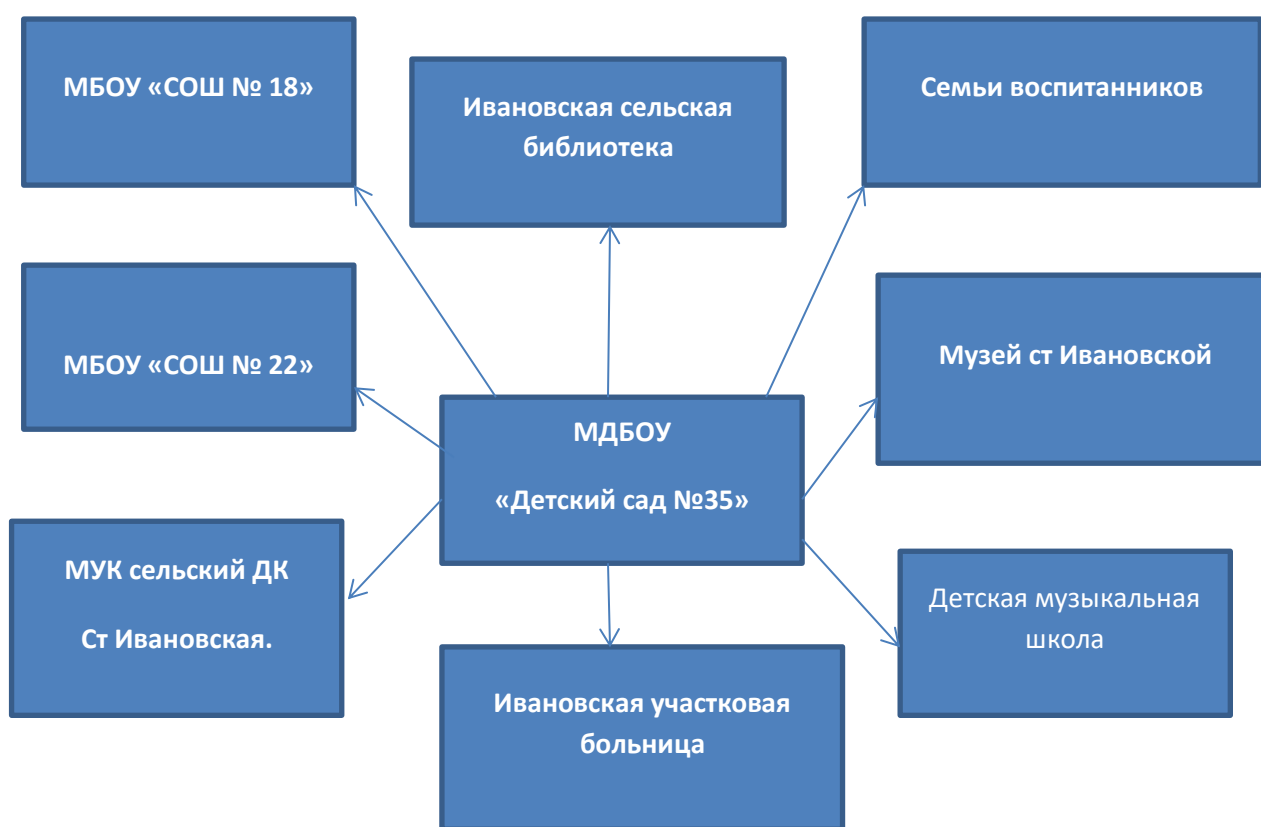 МБОУ «СОШ № 18»
Ивановская сельская
библиотека
Семьи воспитанников
МБОУ «СОШ № 22»
Музей ст Ивановской
МДБОУ
«Детский сад №35»
МУК сельский ДК
Ст Ивановская.
Детская музыкальная
школа
Ивановская участковая
больница